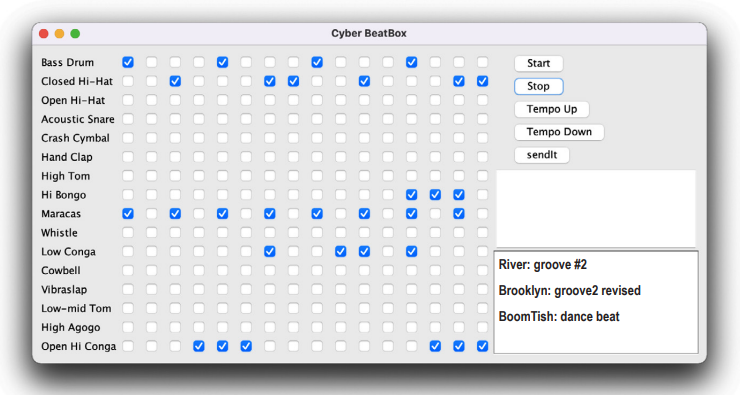 Cyber BeatBox
Bass Drum
Closed Hi-Hat
Open Hi-Hat
Acoustic Snare
Crash Cymbal
Hand Clap
High Tom
Hi Bongo
Maracas
Whistle
Low Conga
Cowbell
Vibraslap
Low-mid Tom
High Agogo
Open Hi Conga
Start
Stop
Tempo Up
Tempo Down
sendIt
River: groove #2
Brooklyn: groove2 revised
BoomTish: dance beat